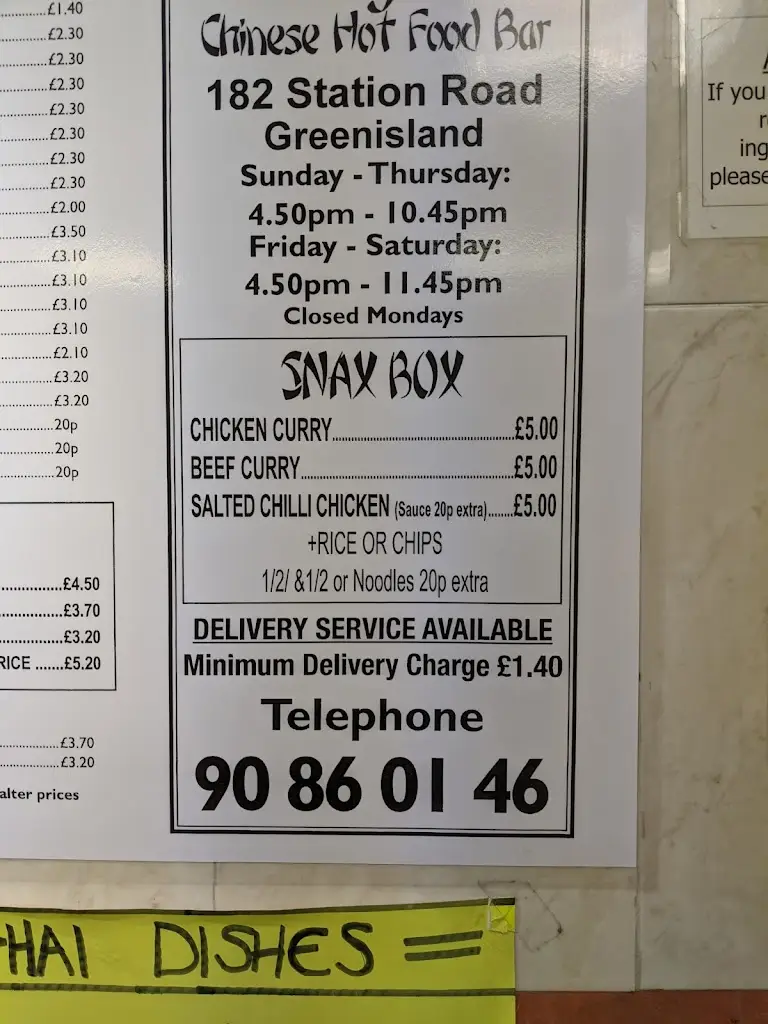 £1.40
£2.30
£2.30
£2.30
£2.30
£2.30
£2.30
£2.30
£2.00
£3.50
£3.10
£3.10
£3.10
£3.10
£2.10
£3.20
£3.20
20p
20p
20p
£4.50
£3.70
£3.20
RICE .......£5.20
£3.70
£3.20
alter prices
Chinese Hot Food Bar
182 Station Road
Greenisland
Sunday - Thursday:
4.50pm - 10.45pm
Friday - Saturday:
4.50pm - 11.45pm
Closed Mondays
SNAX BOX
CHICKEN CURRY..........£5.00
BEEF CURRY..........£5.00
SALTED CHILLI CHICKEN (Sauce 20p extra).......£5.00
+RICE OR CHIPS
1/2/ &1/2 or Noodles 20p extra
DELIVERY SERVICE AVAILABLE
Minimum Delivery Charge £1.40
Telephone
90 86 01 46
If you
ing
please
HAI DISHES =